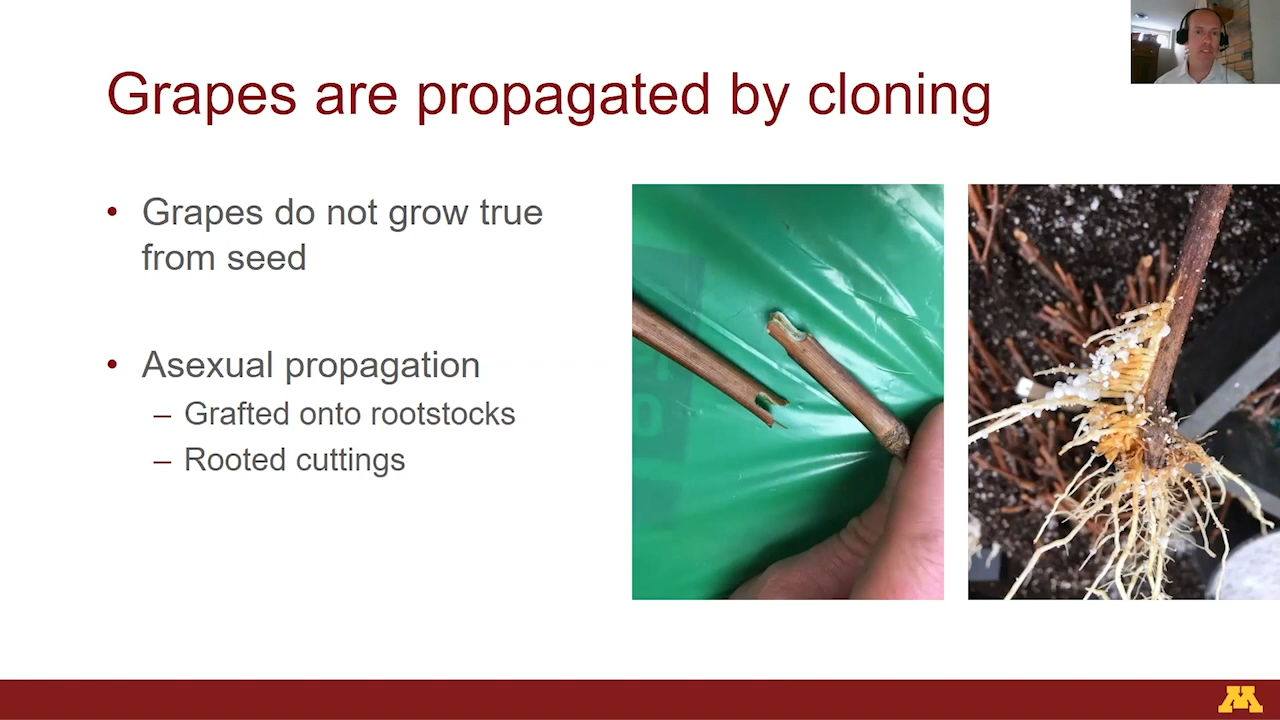 Grapes are propagated by cloning
• Grapes do not grow true
from seed
• Asexual propagation
– Grafted onto rootstocks
– Rooted cuttings
M